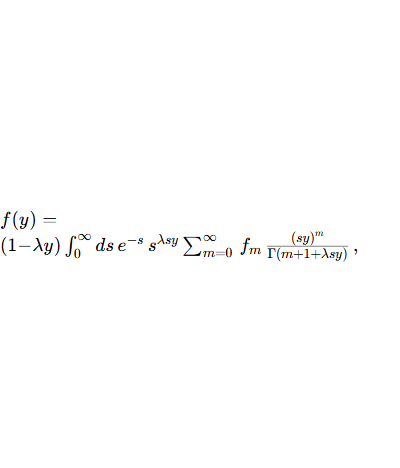 f(y) =
(1−λy) ∫₀^∞ ds e^{−s} s^{λsy} ∑_{m=0}^∞ f_m (sy)^m / Γ(m+1+λsy) ,